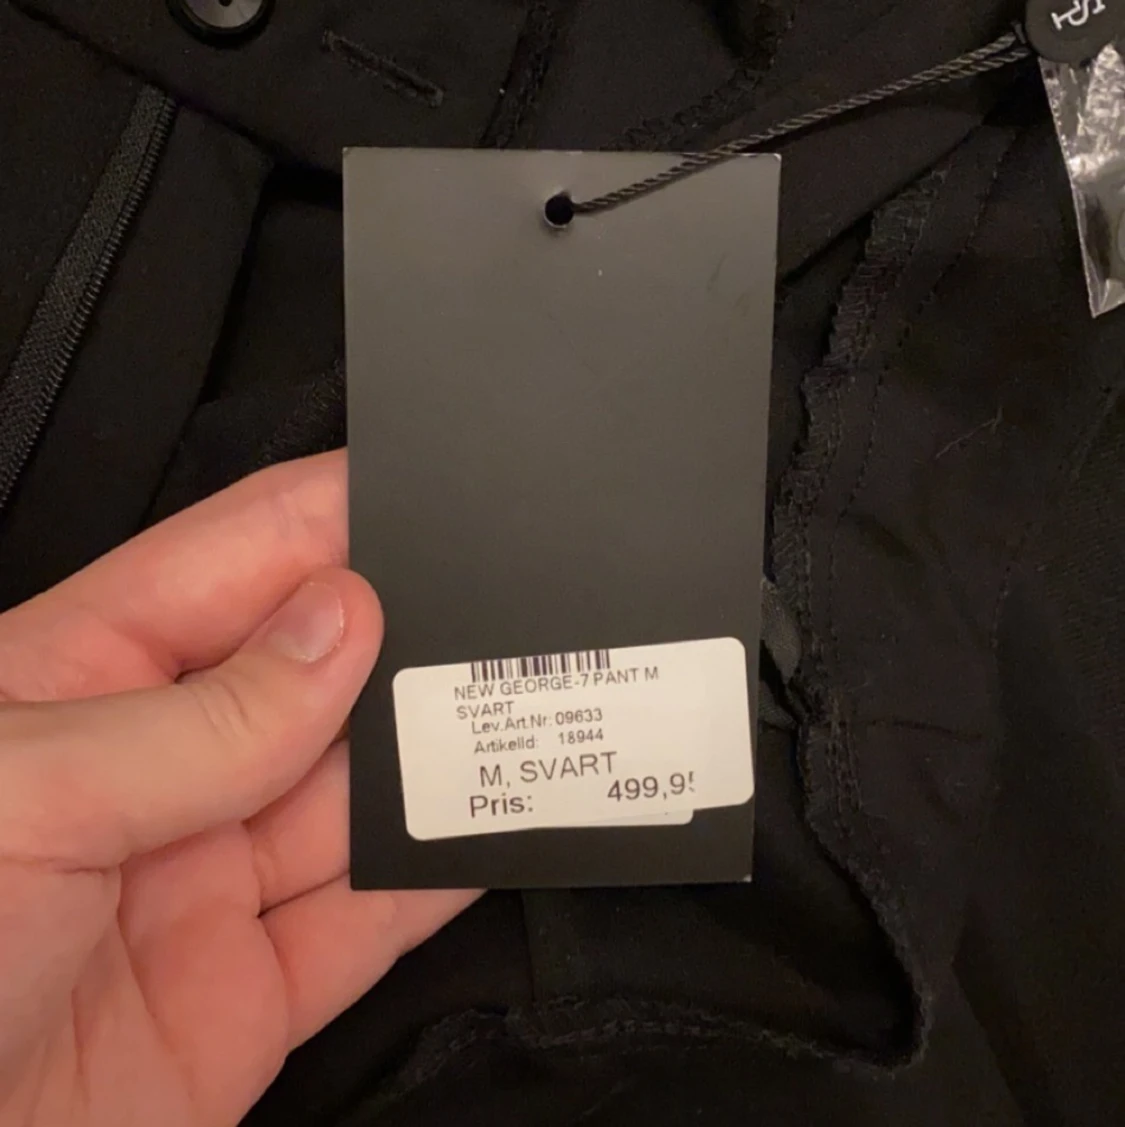 NEW GEORGE-7 PANT M
SVART
Lev.Art.Nr: 09633
ArtikelId: 18944
M, SVART
Pris: 499,9